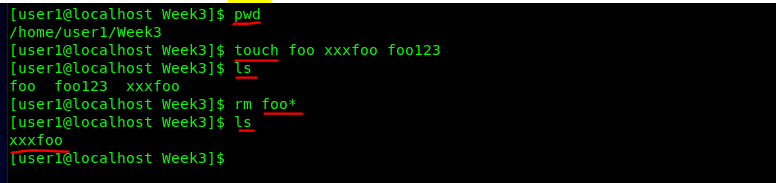 [user1@localhost Week3]$ pwd
/home/user1/Week3
[user1@localhost Week3]$ touch foo xxxfoo foo123
[user1@localhost Week3]$ ls
foo  foo123  xxxfoo
[user1@localhost Week3]$ rm foo*
[user1@localhost Week3]$ ls
xxxfoo
[user1@localhost Week3]$